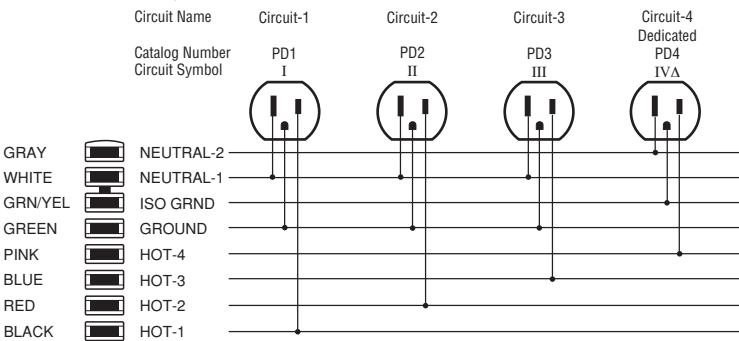 Circuit Name Circuit-1 Circuit-2 Circuit-3 Circuit-4
Dedicated
Catalog Number PD1 PD2 PD3 PD4
Circuit Symbol I II III IVΔ
GRAY NEUTRAL-2
WHITE NEUTRAL-1
GRN/YEL ISO GRND
GREEN GROUND
PINK HOT-4
BLUE HOT-3
RED HOT-2
BLACK HOT-1